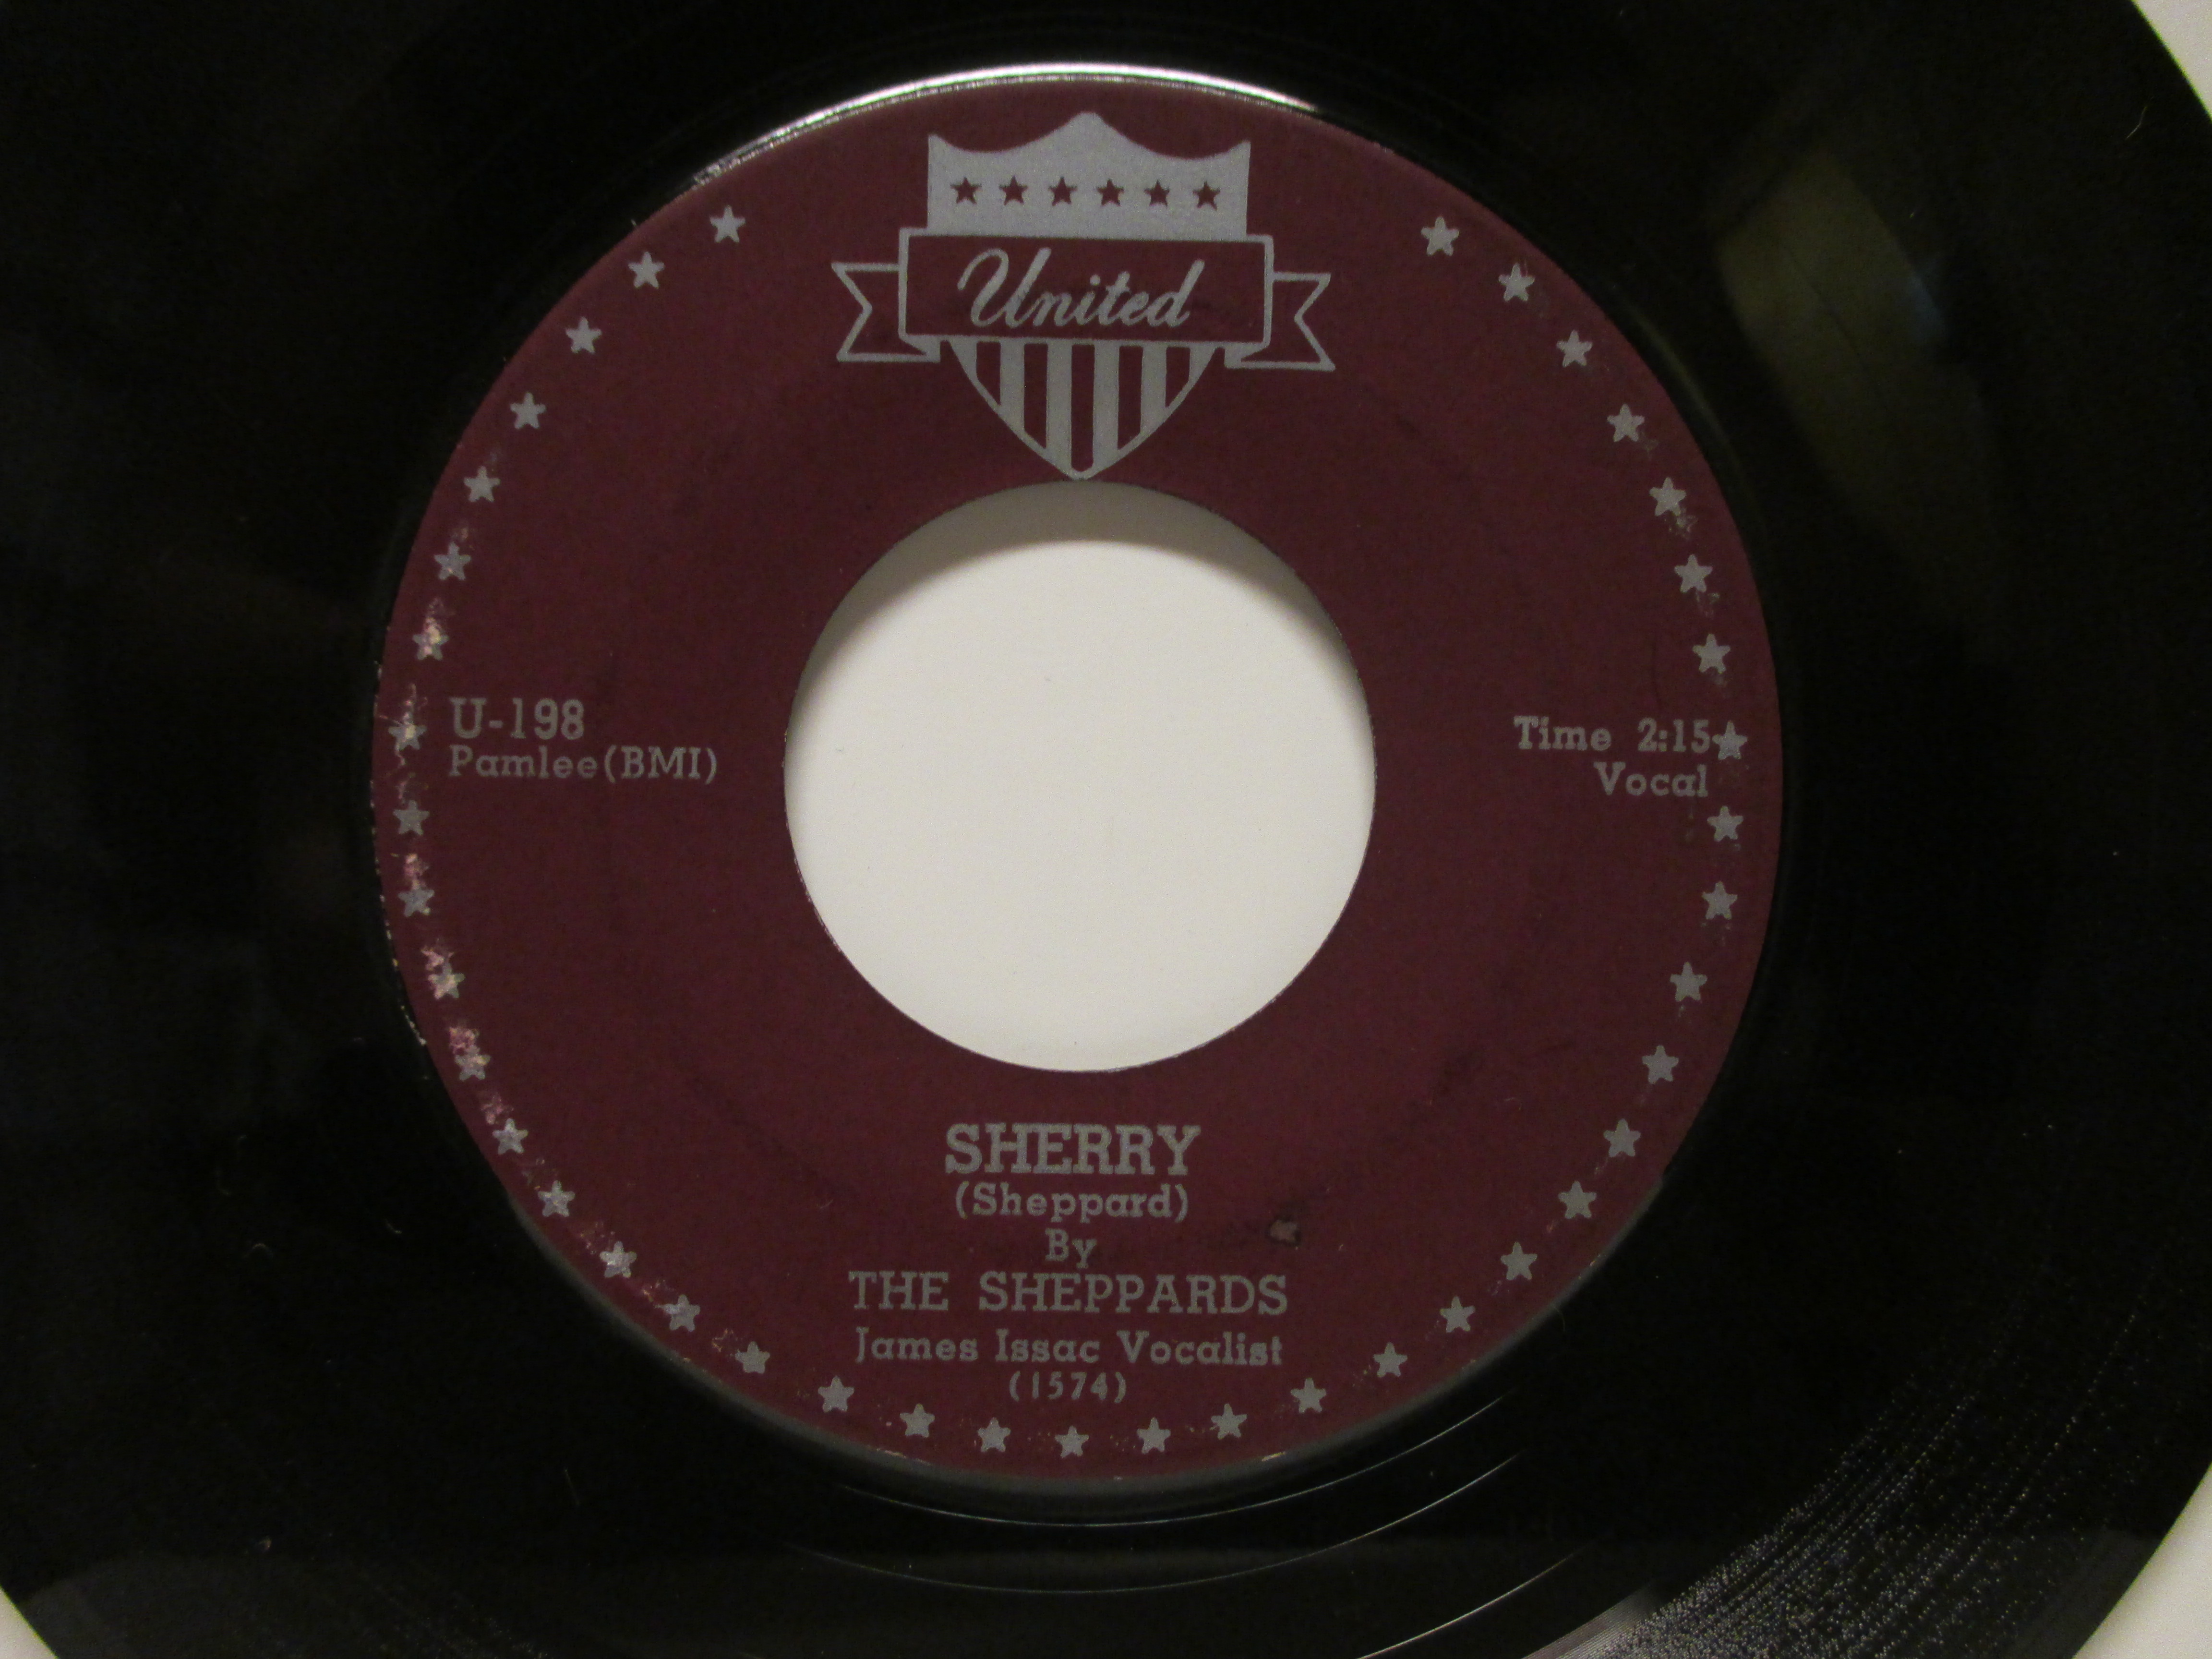 United
U-198
Pamlee(BMI)
Time 2:15
Vocal
SHERRY
(Sheppard)
By
THE SHEPPARDS
James Issac Vocalist
(1574)